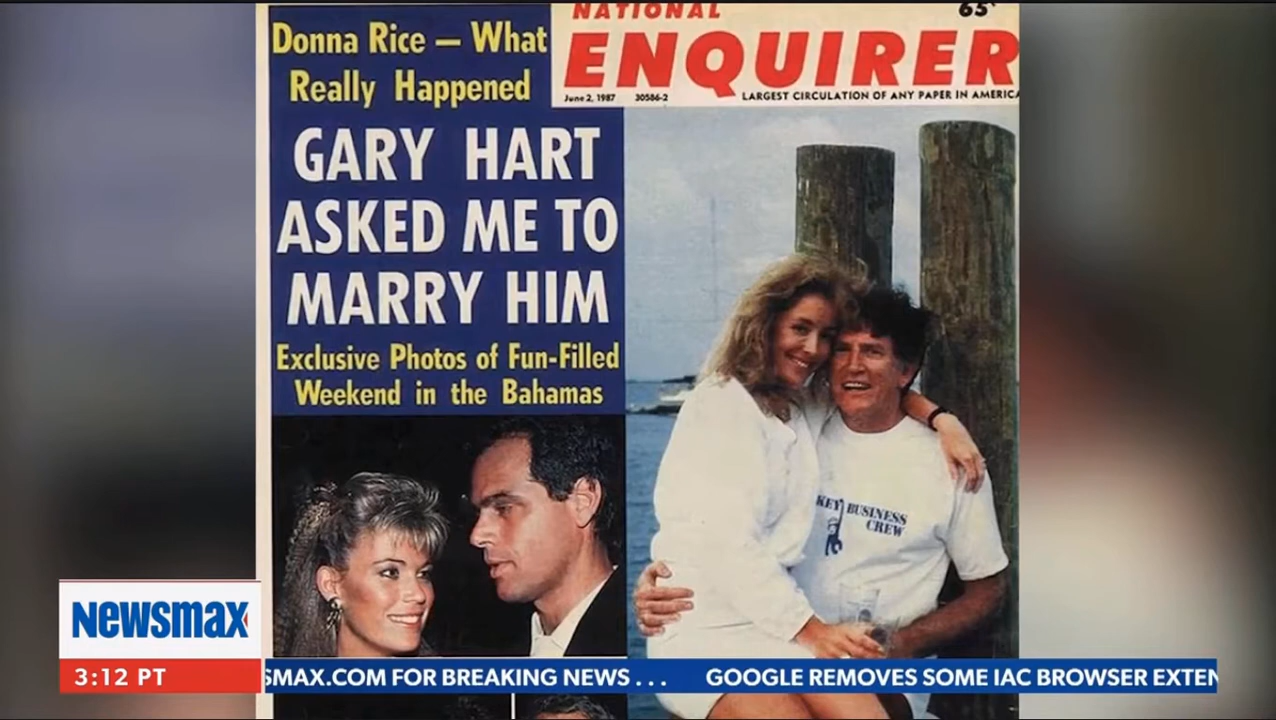 Donna Rice — What
Really Happened
NATIONAL
65¢
ENQUIRER
June 2, 1987 30586-2 LARGEST CIRCULATION OF ANY PAPER IN AMERICA
GARY HART
ASKED ME TO
MARRY HIM
Exclusive Photos of Fun-Filled
Weekend in the Bahamas
KEY BUSINESS
CREW
NEWSMAX
3:12 PT
SMAX.COM FOR BREAKING NEWS . . . GOOGLE REMOVES SOME IAC BROWSER EXTEN